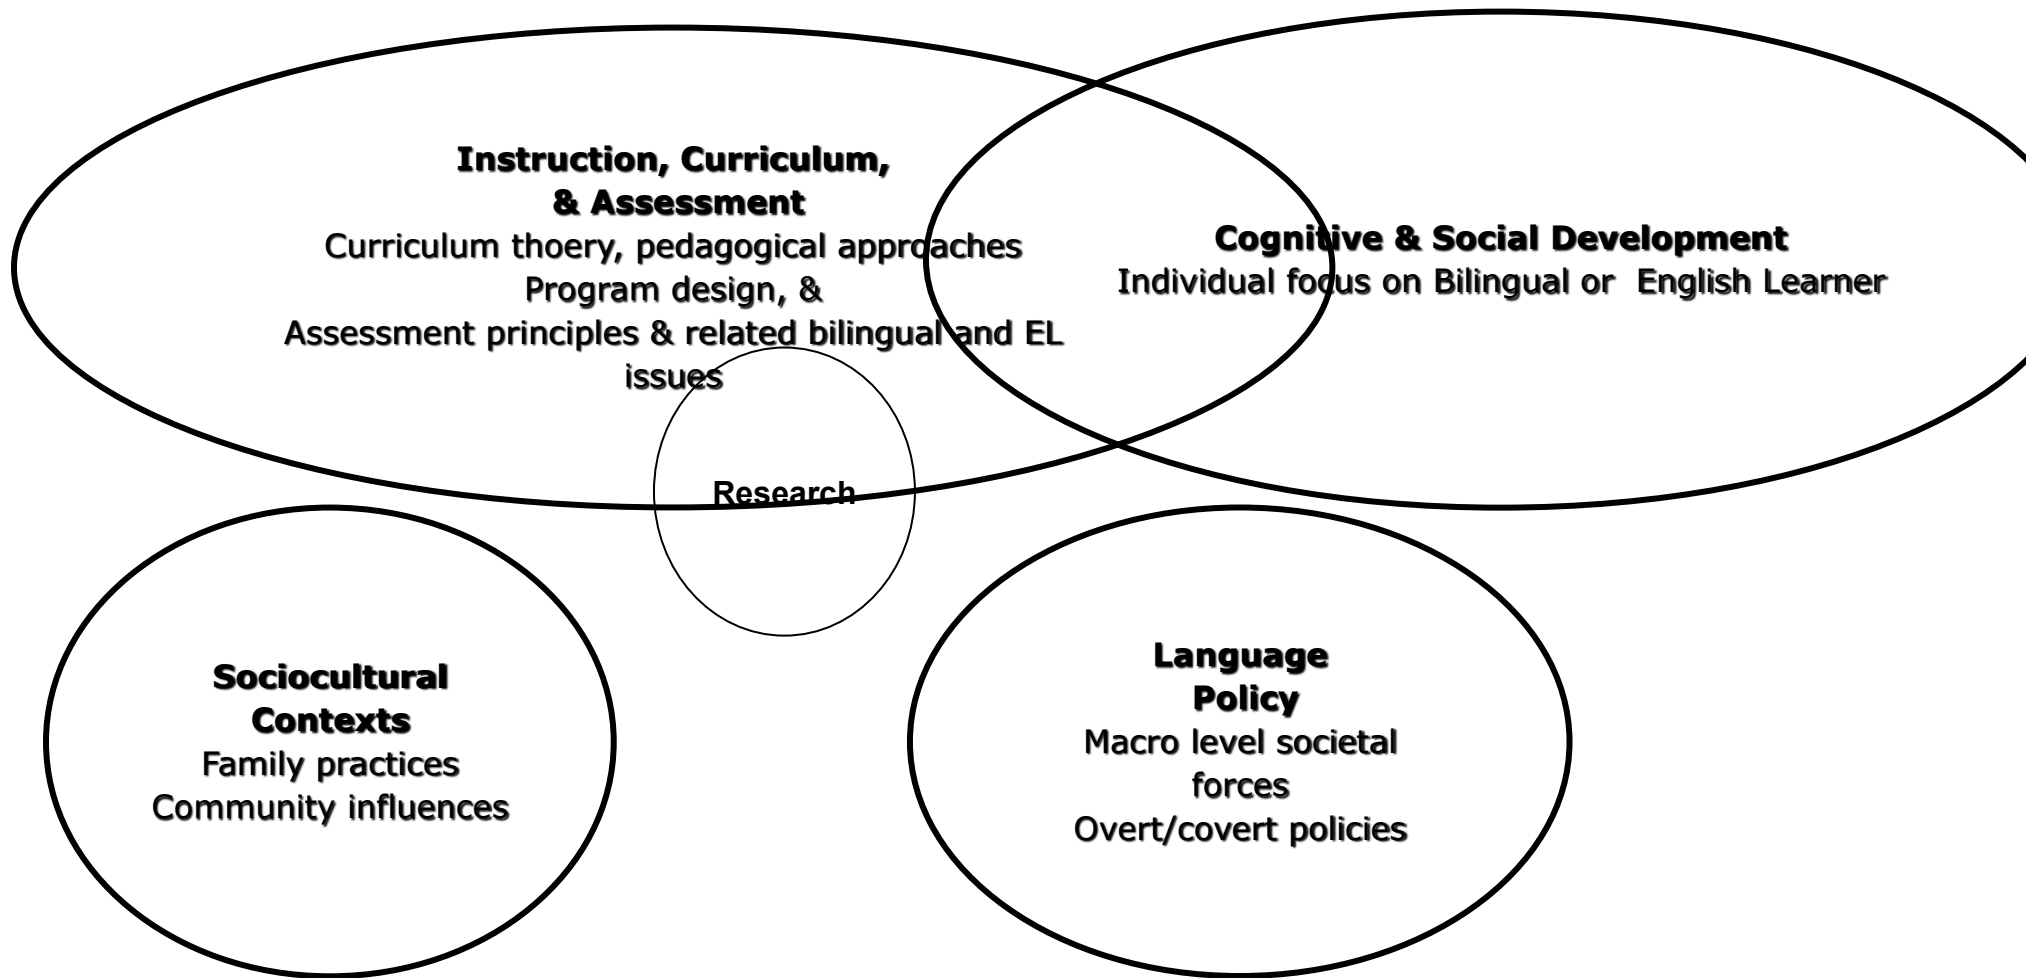 Instruction, Curriculum,
& Assessment
Curriculum thoery, pedagogical approaches
Program design, &
Assessment principles & related bilingual and EL
issues
Cognitive & Social Development
Individual focus on Bilingual or  English Learner
Research
Sociocultural
Contexts
Family practices
Community influences
Language
Policy
Macro level societal
forces
Overt/covert policies